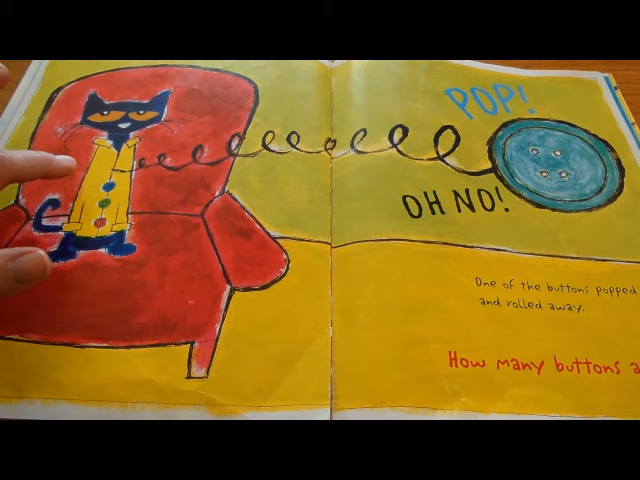 POP!
OH NO!
One of the buttons popped
and rolled away.
How many buttons